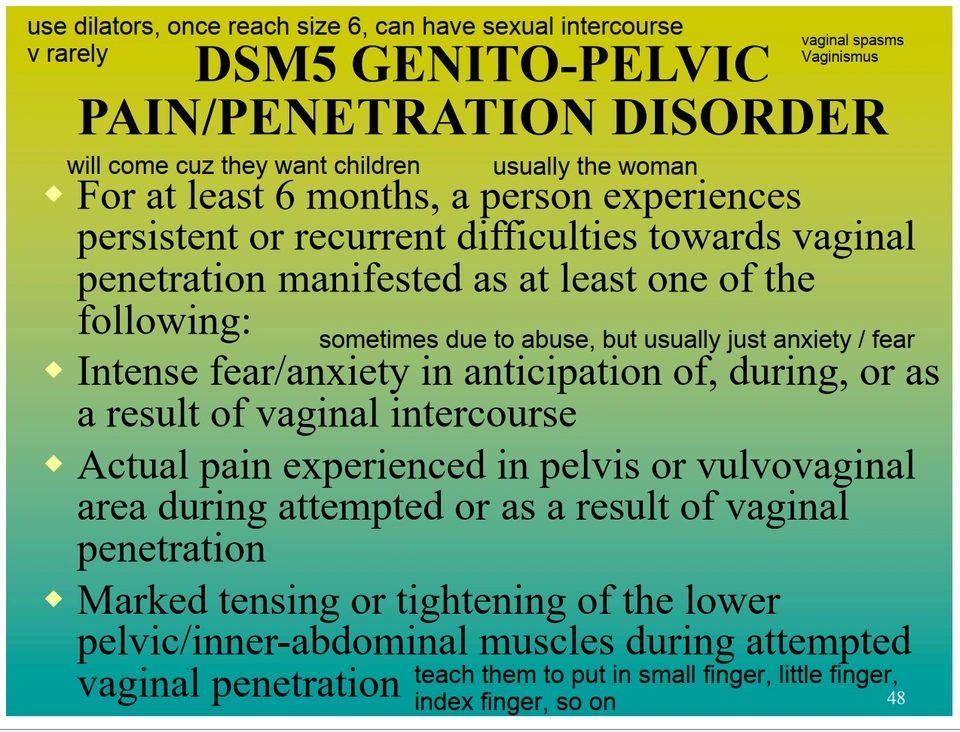 use dilators, once reach size 6, can have sexual intercourse
v rarely
vaginal spasms
Vaginismus
DSM5 GENITO-PELVIC
PAIN/PENETRATION DISORDER
will come cuz they want children
usually the woman
For at least 6 months, a person experiences
persistent or recurrent difficulties towards vaginal
penetration manifested as at least one of the
following:
sometimes due to abuse, but usually just anxiety / fear
Intense fear/anxiety in anticipation of, during, or as
a result of vaginal intercourse
Actual pain experienced in pelvis or vulvovaginal
area during attempted or as a result of vaginal
penetration
Marked tensing or tightening of the lower
pelvic/inner-abdominal muscles during attempted
vaginal penetration
teach them to put in small finger, little finger,
index finger, so on
48